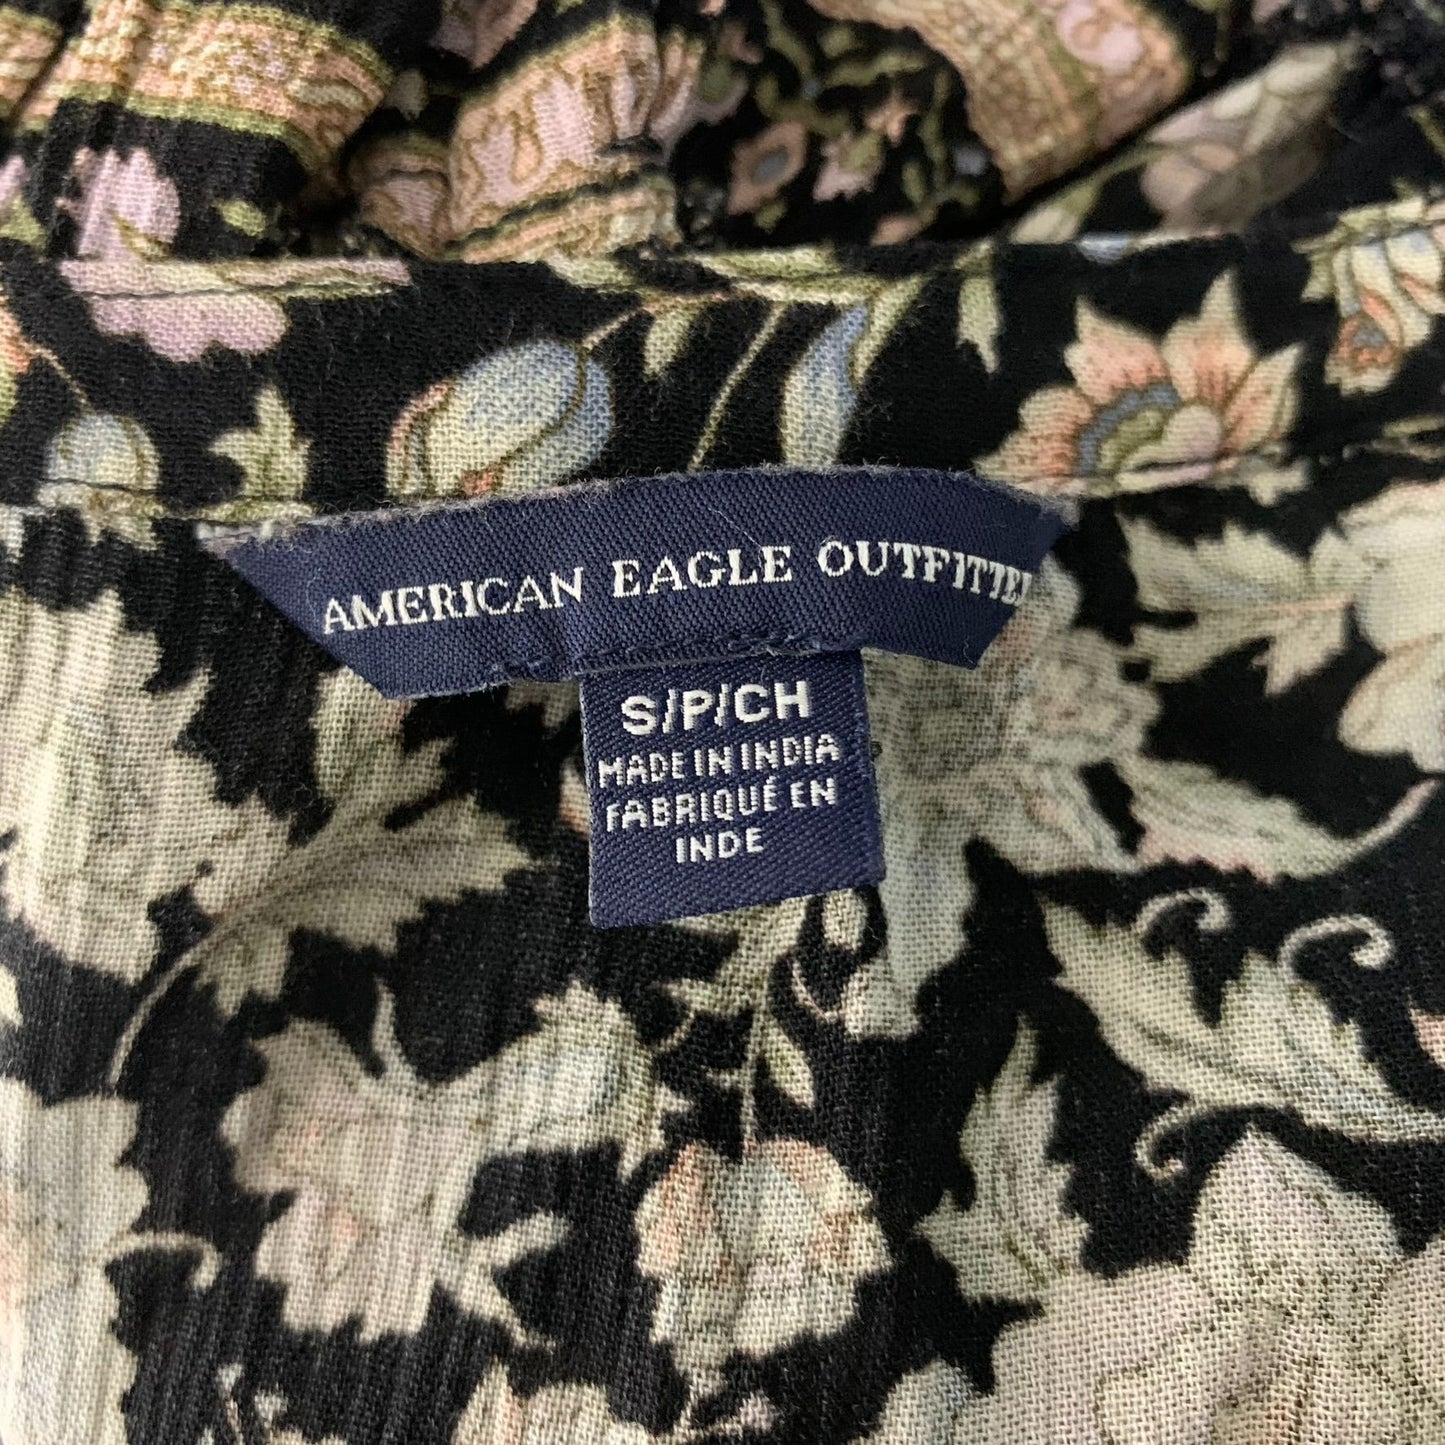 AMERICAN EAGLE OUTFITTE
S/P/CH
MADE IN INDIA
FABRIQUÉ EN
INDE